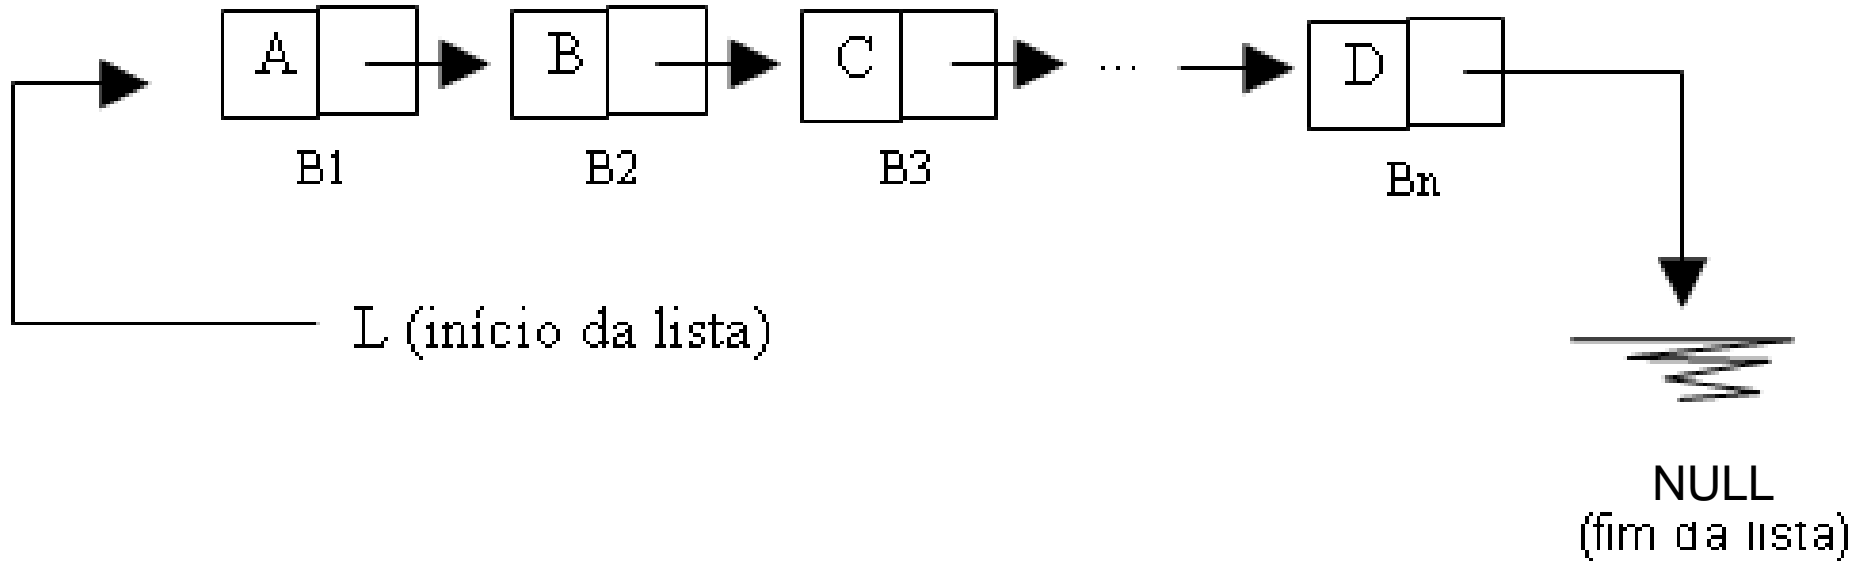 A B C ... D
B1 B2 B3 Bn
L (início da lista)
NULL
(fim da lista)